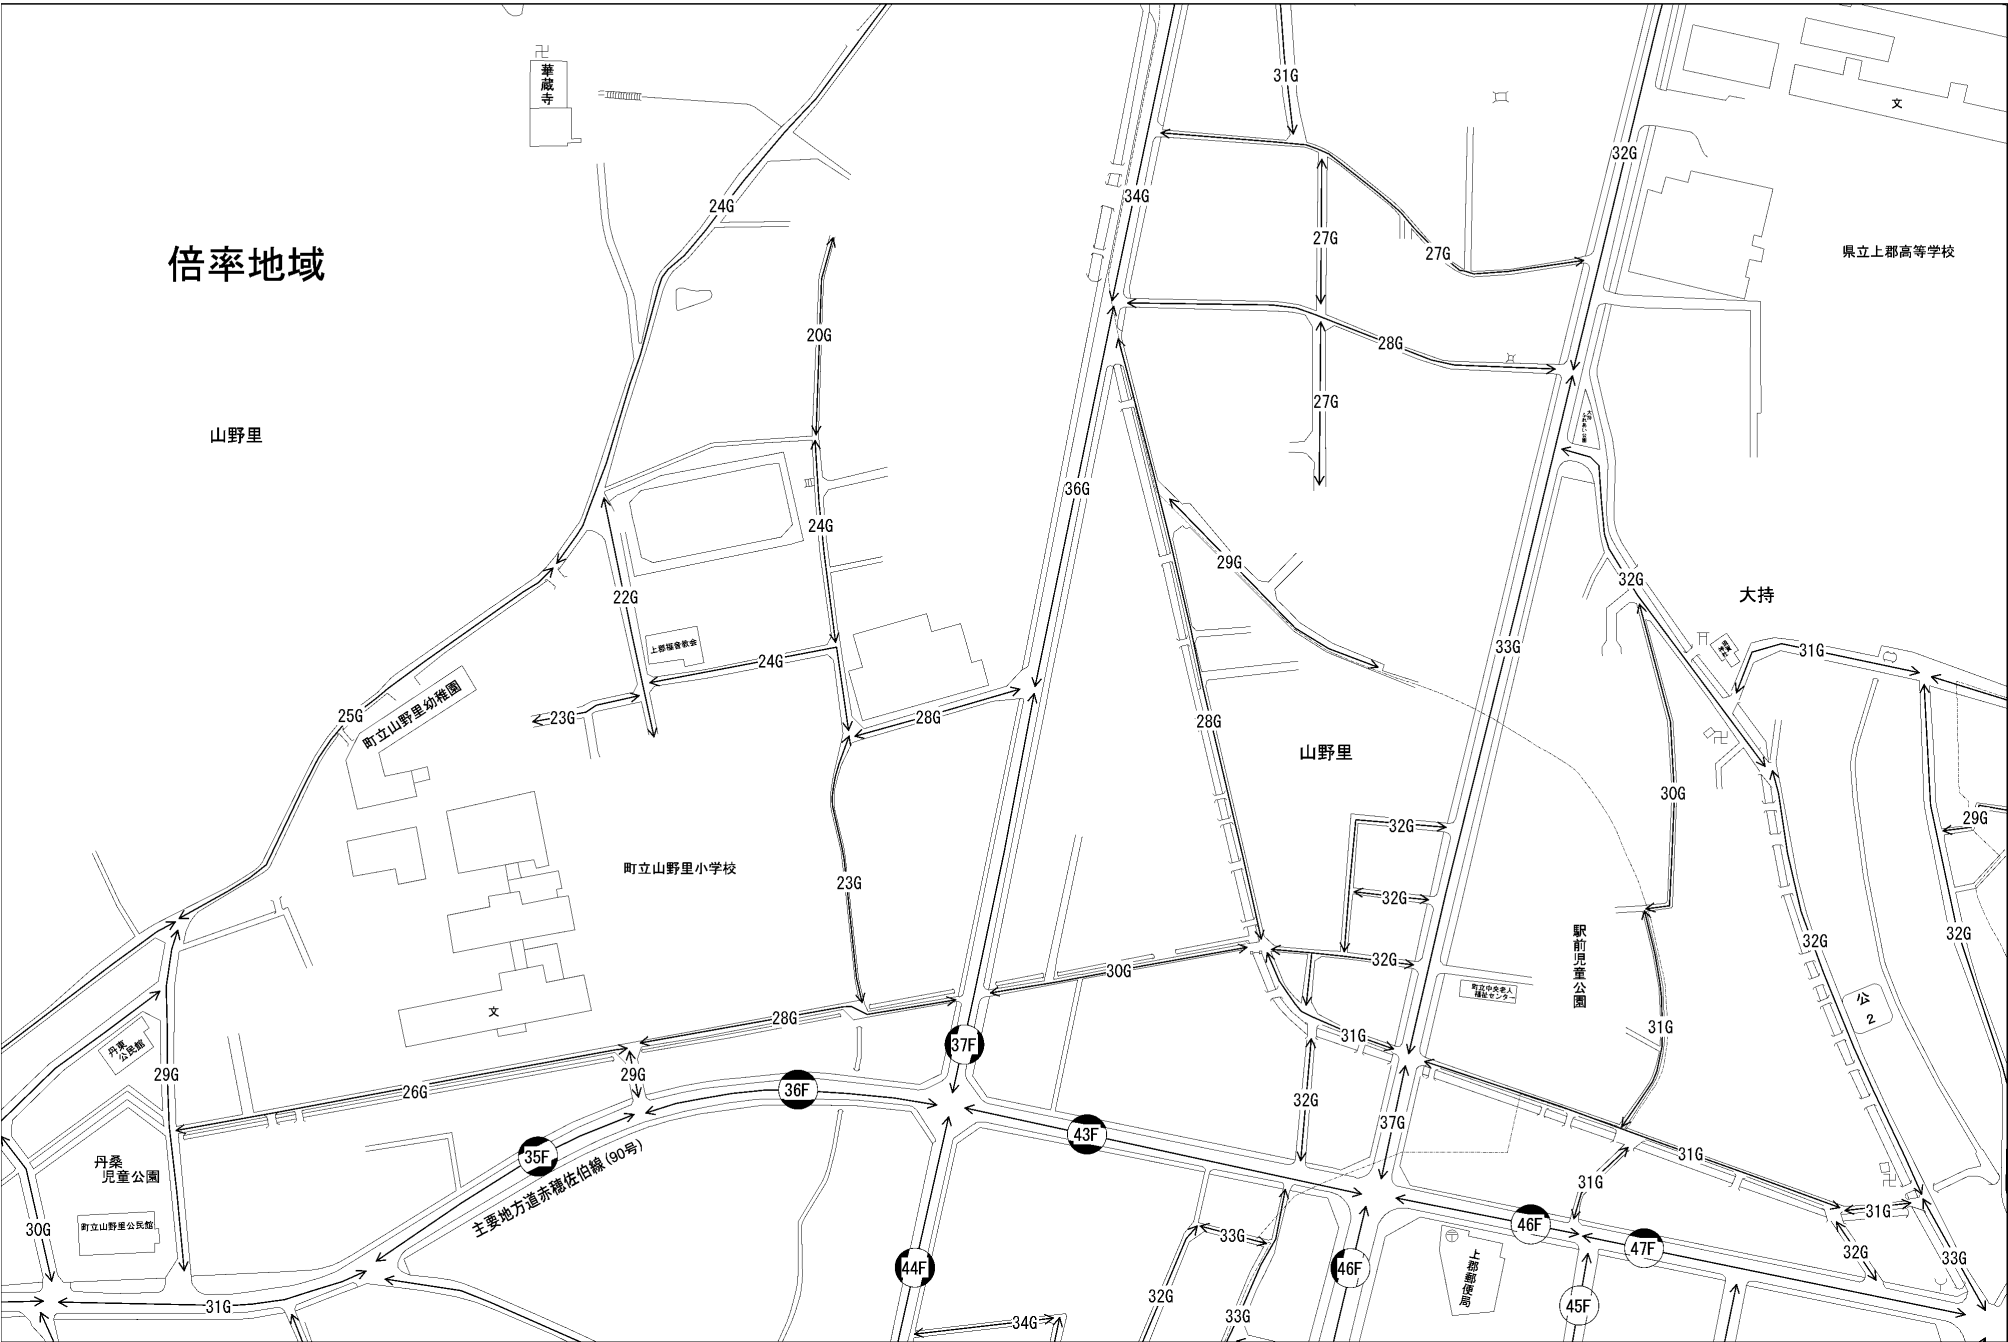 華蔵寺
31G
文
32G
24G
34G
27G
27G
県立上郡高等学校
倍率地域
20G
28G
27G
大持ふれあい公園
山野里
36G
24G
29G
32G
22G
大持
上郡福音教会
24G
33G
31G
25G
町立山野里幼稚園
23G
28G
28G
山野里
30G
29G
32G
町立山野里小学校
23G
32G
駅前児童公園
32G
32G
30G
32G
町立中央老人
福祉センター
文
28G
公
2
31G
31G
37F
丹東
公民館
29G
29G
26G
36F
32G
37G
43F
31G
35F
主要地方道赤穂佐伯線(90号)
丹桑
児童公園
31G
31G
町立山野里公民館
30G
33G
46F
47F
32G
33G
44F
46F
上郡郵便局
31G
32G
33G
45F
34G